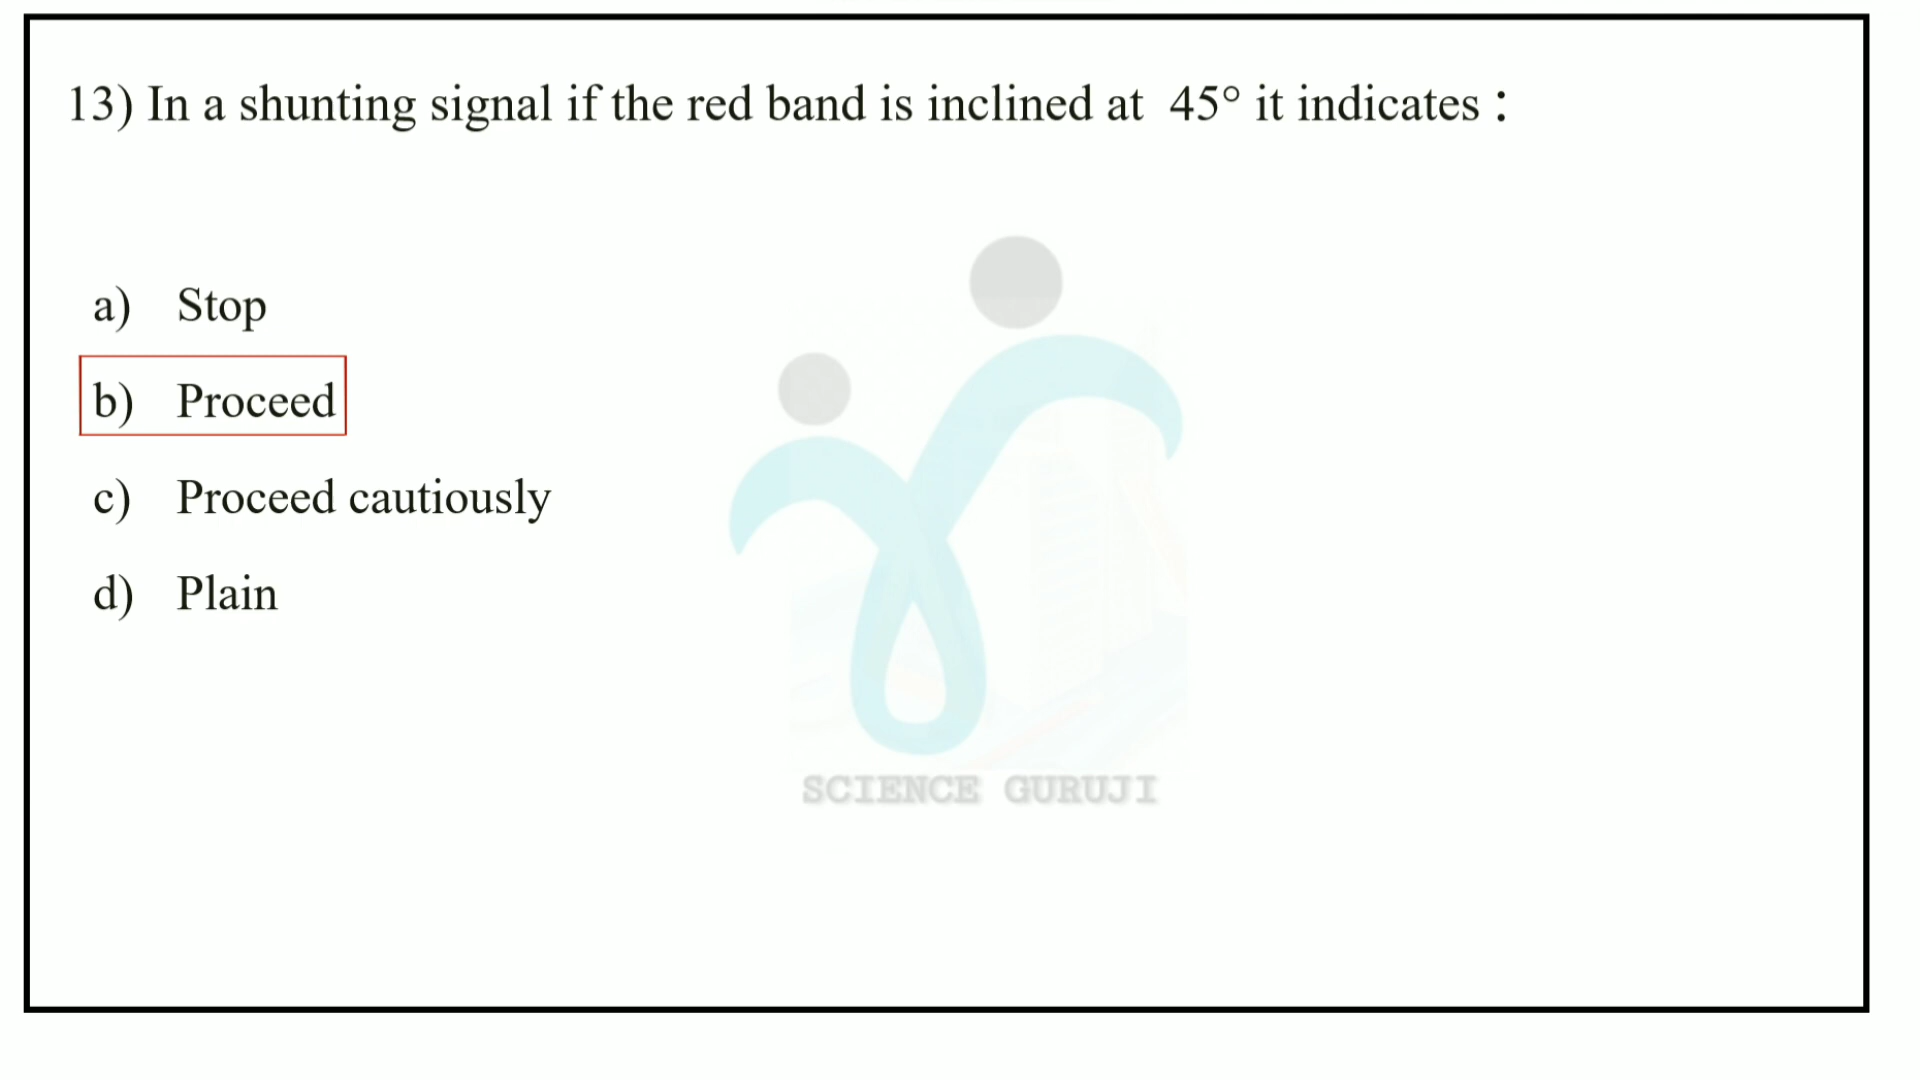 13) In a shunting signal if the red band is inclined at 45° it indicates :
a) Stop
b) Proceed
c) Proceed cautiously
d) Plain
SCIENCE GURUJI